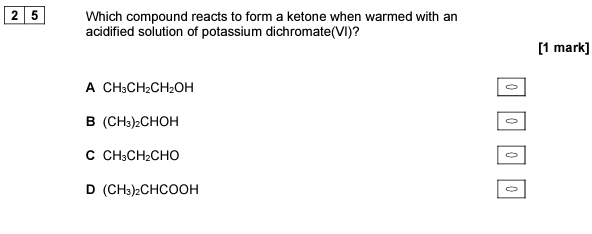 2 5 Which compound reacts to form a ketone when warmed with an
acidified solution of potassium dichromate(VI)?
[1 mark]
A CH₃CH₂CH₂OH
B (CH₃)₂CHOH
C CH₃CH₂CHO
D (CH₃)₂CHCOOH